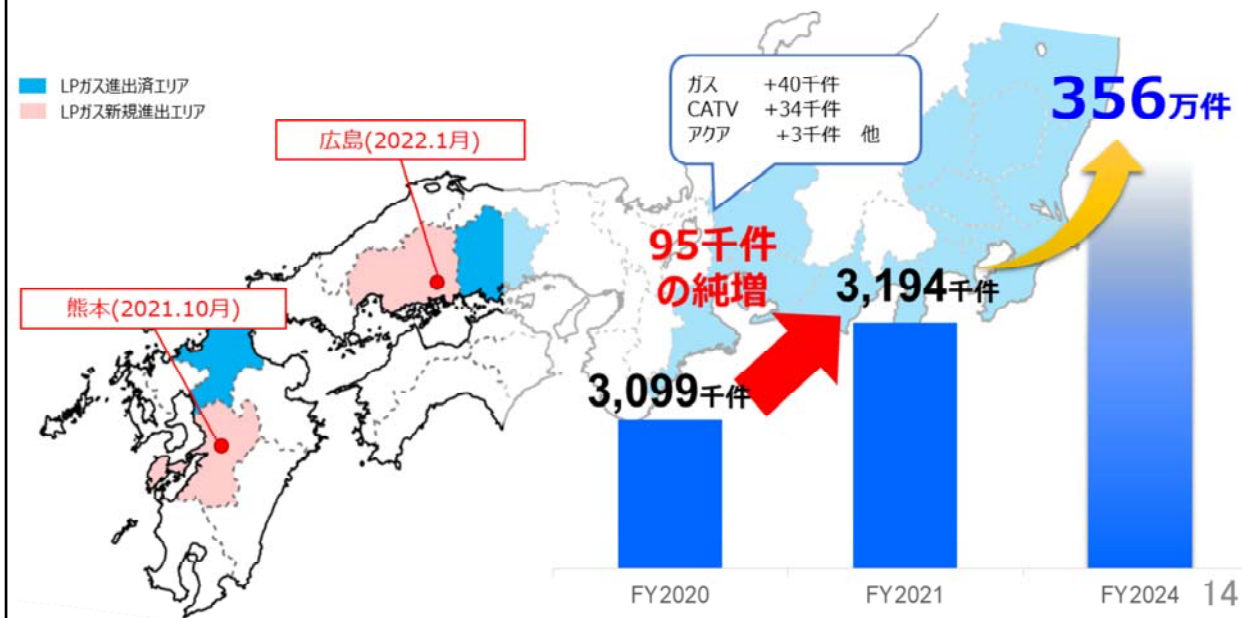 LPガス進出済エリア
LPガス新規進出エリア
広島(2022.1月)
熊本(2021.10月)
ガス +40千件
CATV +34千件
アクア +3千件 他
356万件
95千件
の純増
3,194千件
3,099千件
FY2020
FY2021
FY2024
14